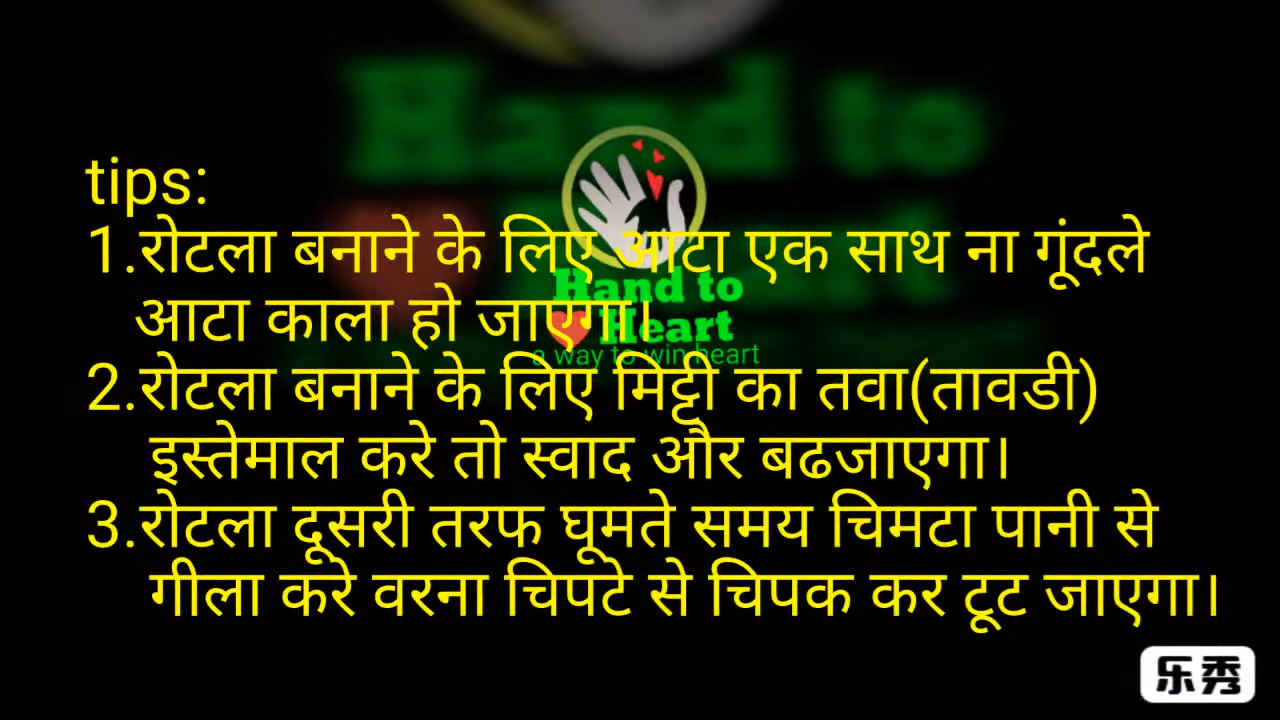 tips:
1.रोटला बनाने के लिए आटा एक साथ ना गूंदले
आटा काला हो जाएगा।
2.रोटला बनाने के लिए मिट्टी का तवा(तावडी)
इस्तेमाल करे तो स्वाद और बढजाएगा।
3.रोटला दूसरी तरफ घूमते समय चिमटा पानी से
गीला करे वरना चिपटे से चिपक कर टूट जाएगा।
Hand to
Heart
a way to win heart
Hand to
乐秀